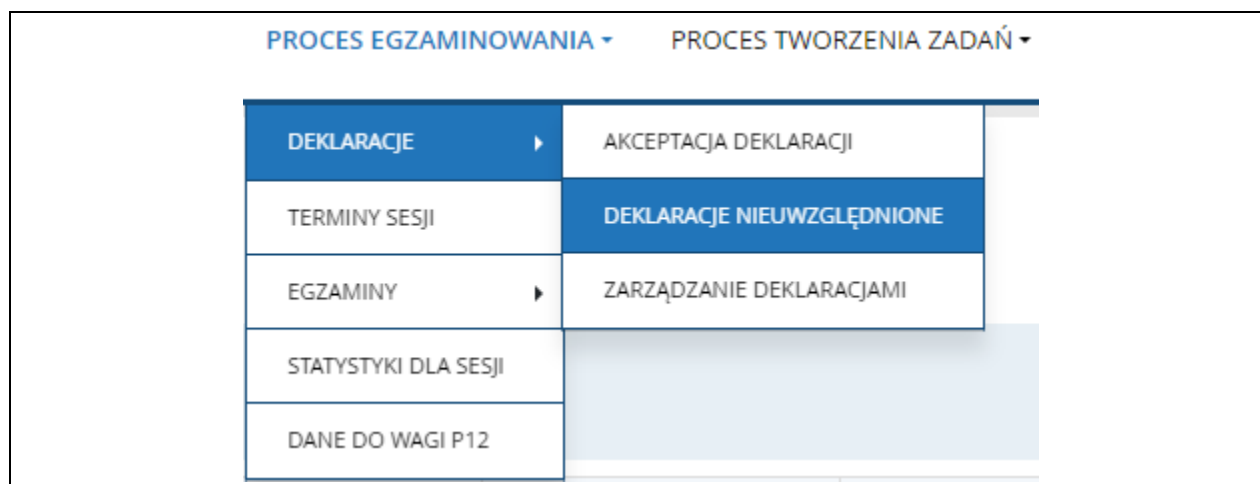 PROCES EGZAMINOWANIA PROCES TWORZENIA ZADAŃ
DEKLARACJE
AKCEPTACJA DEKLARACJI
TERMINY SESJI
DEKLARACJE NIEUWZGLĘDNIONE
EGZAMINY
ZARZĄDZANIE DEKLARACJAMI
STATYSTYKI DLA SESJI
DANE DO WAGI P12